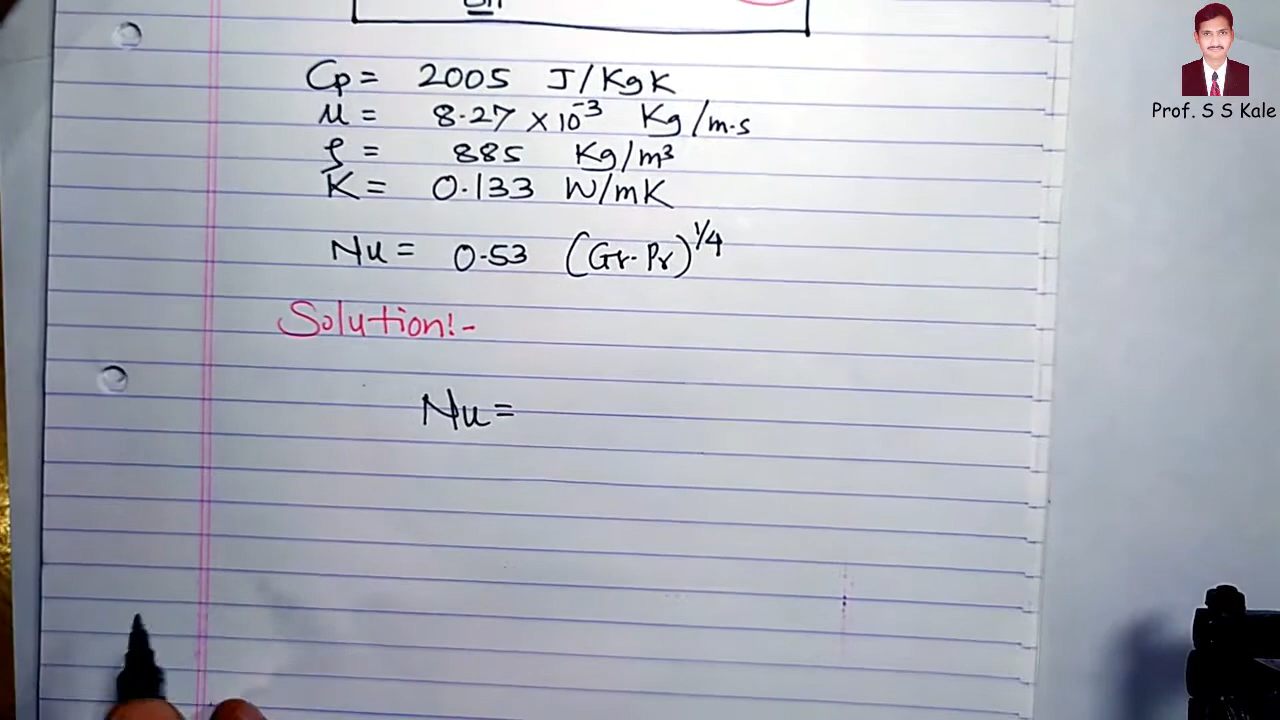 Oil
Prof. S S Kale
Cp = 2005 J/KgK
μ = 8.27 × 10⁻³ Kg/m·s
ρ = 885 Kg/m³
K = 0.133 W/mK
Nu = 0.53 (Gr·Pr)^1/4
Solution:-
Nu =